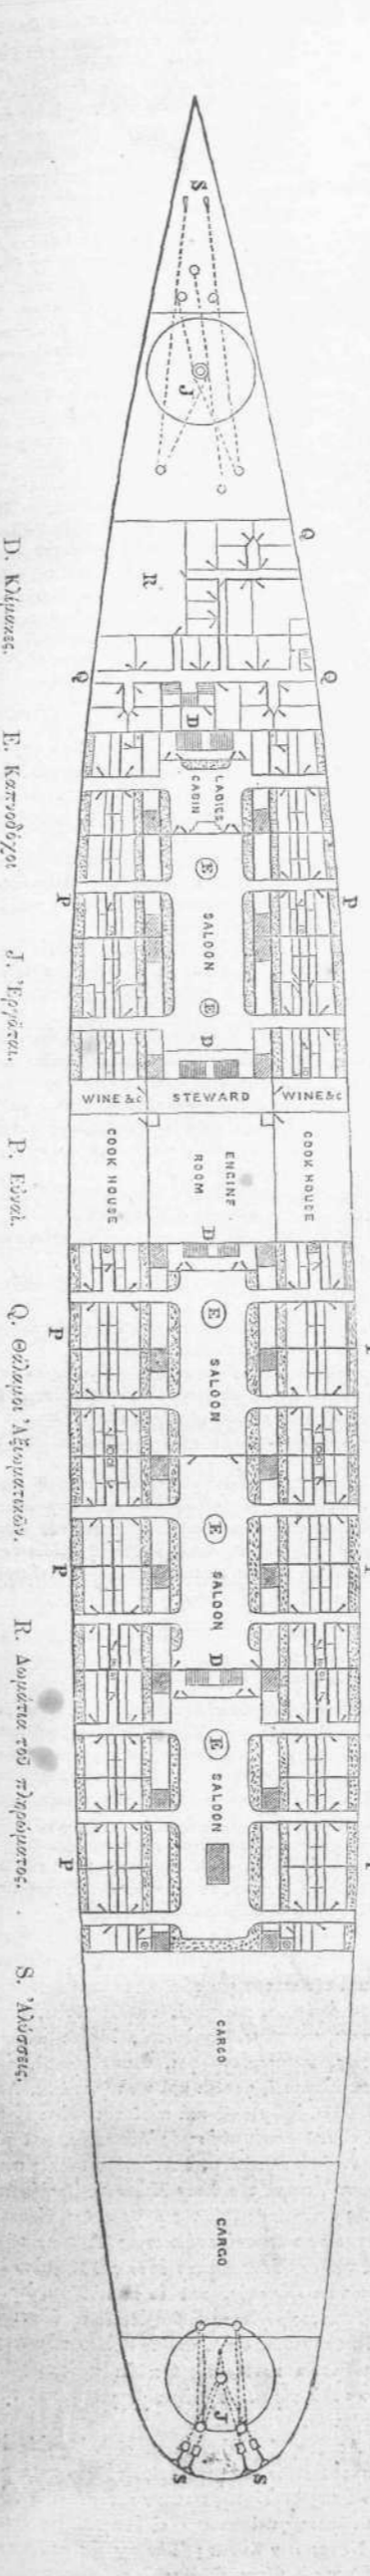 S
J
Q
R
Q
Q
D
LADIES
CABIN
E
P
P
SALOON
E
D
WINE &c
STEWARD
WINE &c
COOK HOUSE
ENGINE
ROOM
COOK HOUSE
D
E
P
SALOON
E
P
SALOON
D
E
SALOON
P
CARGO
CARGO
J
S
S
D. Κλίμακες. E. Καπνοδόχοι J. Ἐργάται. P. Εὐναί. Q. Θάλαμοι Ἀξιωματικῶν. R. Δωμάτια τοῦ πληρώματος. S. Ἁλύσεις.